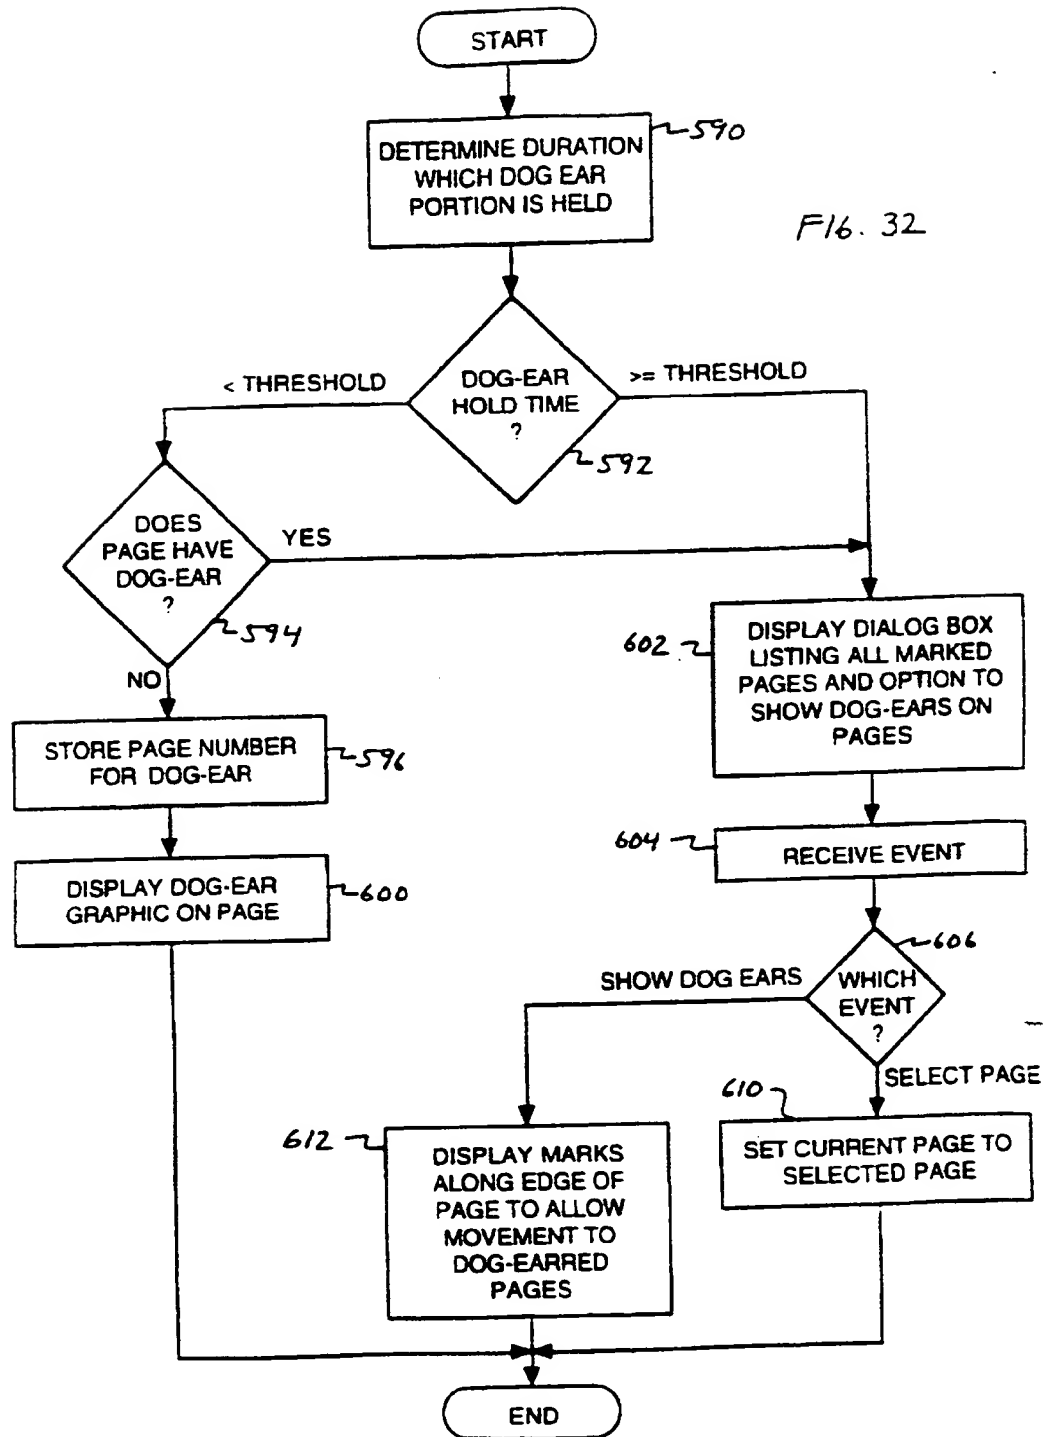 START
DETERMINE DURATION
WHICH DOG EAR
PORTION IS HELD
590
FIG. 32
< THRESHOLD
DOG-EAR
HOLD TIME
?
>= THRESHOLD
592
DOES
PAGE HAVE
DOG-EAR
?
YES
594
NO
602
DISPLAY DIALOG BOX
LISTING ALL MARKED
PAGES AND OPTION TO
SHOW DOG-EARS ON
PAGES
STORE PAGE NUMBER
FOR DOG-EAR
596
604
RECEIVE EVENT
DISPLAY DOG-EAR
GRAPHIC ON PAGE
600
606
SHOW DOG EARS
WHICH
EVENT
?
SELECT PAGE
610
SET CURRENT PAGE TO
SELECTED PAGE
612
DISPLAY MARKS
ALONG EDGE OF
PAGE TO ALLOW
MOVEMENT TO
DOG-EARRED
PAGES
END